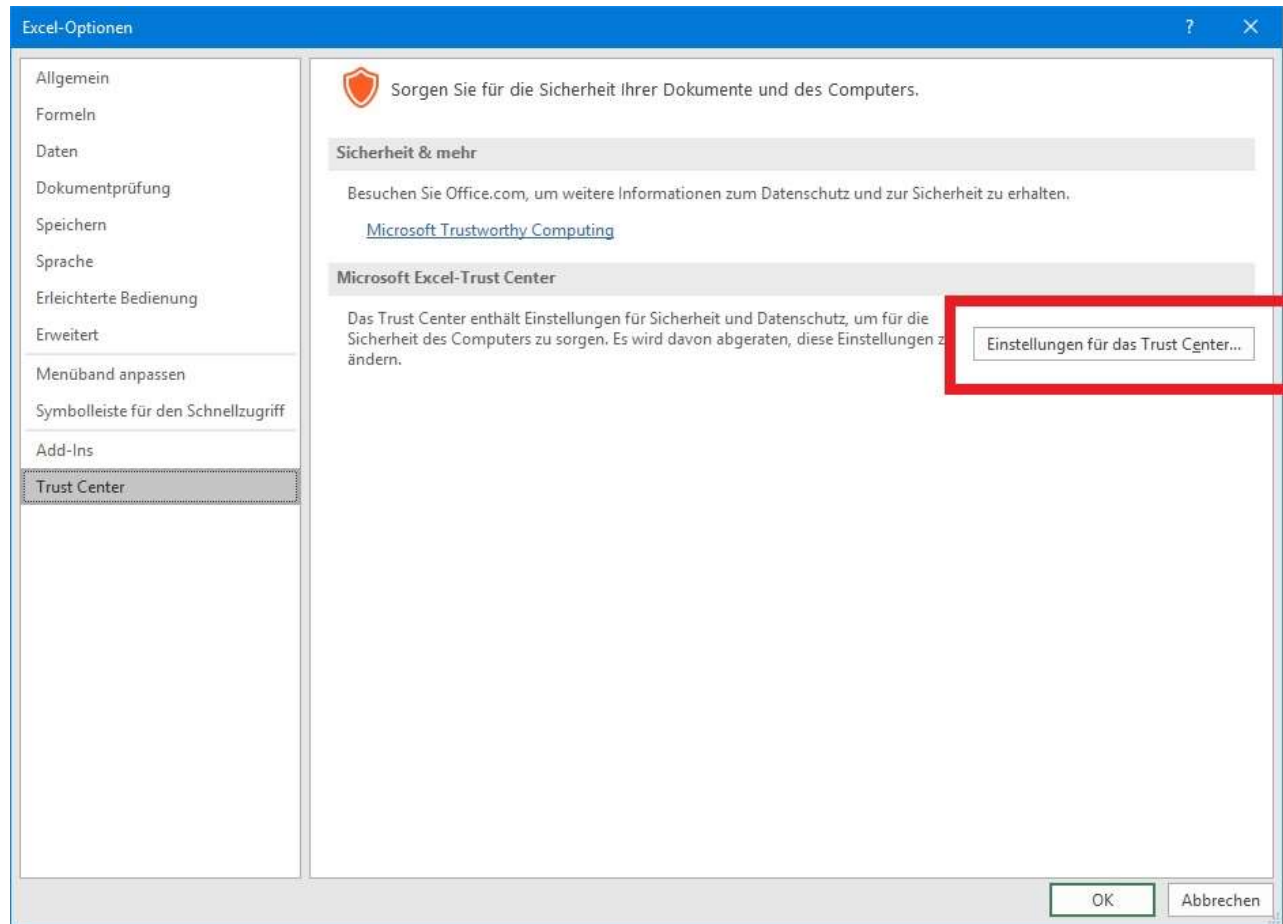 Excel-Optionen
?
Allgemein
Formeln
Daten
Dokumentprüfung
Speichern
Sprache
Erleichterte Bedienung
Erweitert
Menüband anpassen
Symbolleiste für den Schnellzugriff
Add-Ins
Trust Center
Sorgen Sie für die Sicherheit Ihrer Dokumente und des Computers.
Sicherheit & mehr
Besuchen Sie Office.com, um weitere Informationen zum Datenschutz und zur Sicherheit zu erhalten.
Microsoft Trustworthy Computing
Microsoft Excel-Trust Center
Das Trust Center enthält Einstellungen für Sicherheit und Datenschutz, um für die
Sicherheit des Computers zu sorgen. Es wird davon abgeraten, diese Einstellungen z
ändern.
Einstellungen für das Trust Center...
OK
Abbrechen